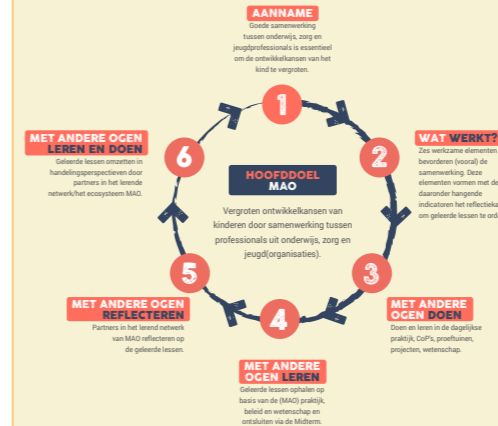 AANNAME
Goede samenwerking
tussen onderwijs, zorg en
jeugdprofessionals is essentieel
om de ontwikkelkansen van het
kind te vergroten.
1
2
WAT WERKT?
Zes werkzame elementen
bevorderen (vooral) de
samenwerking. Deze
elementen vormen met de
daaronder hangende
indicatoren het
om geleerde lessen te
3
MET ANDERE
OGEN DOEN
Doen en leren in de dagelijkse
praktijk, CoP's, proeftuinen,
projecten, wetenschap.
4
MET ANDERE
OGEN LEREN
Geleerde lessen ophalen op
basis van de (MAO) praktijk,
beleid en wetenschap en
ontsluiten via de Midterm.
5
MET ANDERE OGEN
REFLECTEREN
Partners in het lerend netwerk
van MAO reflecteren op
de geleerde lessen.
6
MET ANDERE OGEN
LEREN EN DOEN
Geleerde lessen omzetten in
handelingsperspectieven door
partners in het lerende
netwerk/het ecosysteem MAO.
HOOFDDOEL
MAO
Vergroten ontwikkelkansen van
kinderen door samenwerking tussen
professionals uit onderwijs, zorg en
jeugd(organisaties).